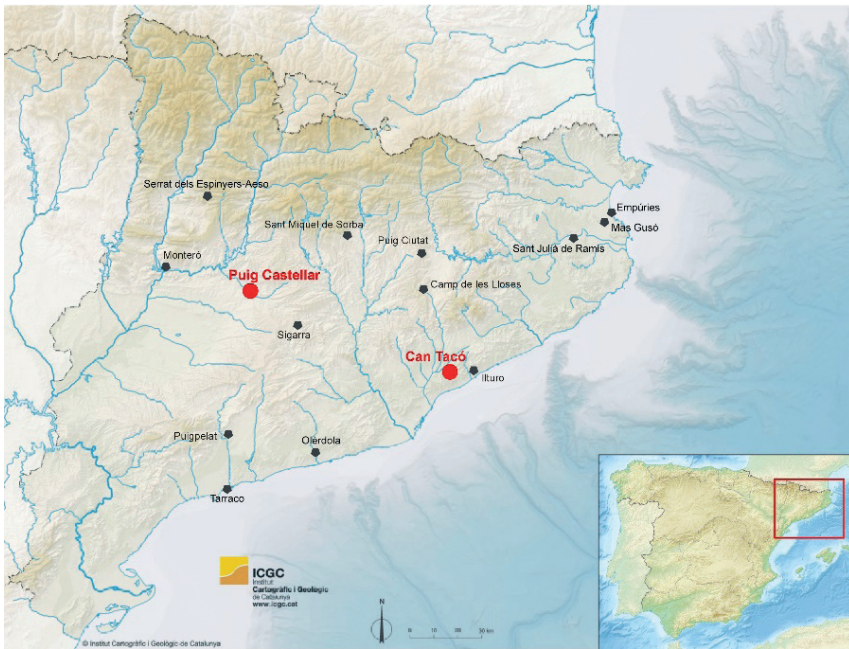 Serrat dels Espinyers-Aeso
Empúries
Mas Gusó
Sant Miquel de Sorba
Puig Ciutat
Sant Julià de Ramis
Monteró
Puig Castellar
Camp de les Lloses
Sigarra
Can Tacó
Ilturo
Puigpelat
Olèrdola
Tarraco
ICGC
Institut
Cartogràfic i Geològic
de Catalunya
www.icgc.cat
N
30 km
© Institut Cartogràfic i Geològic de Catalunya